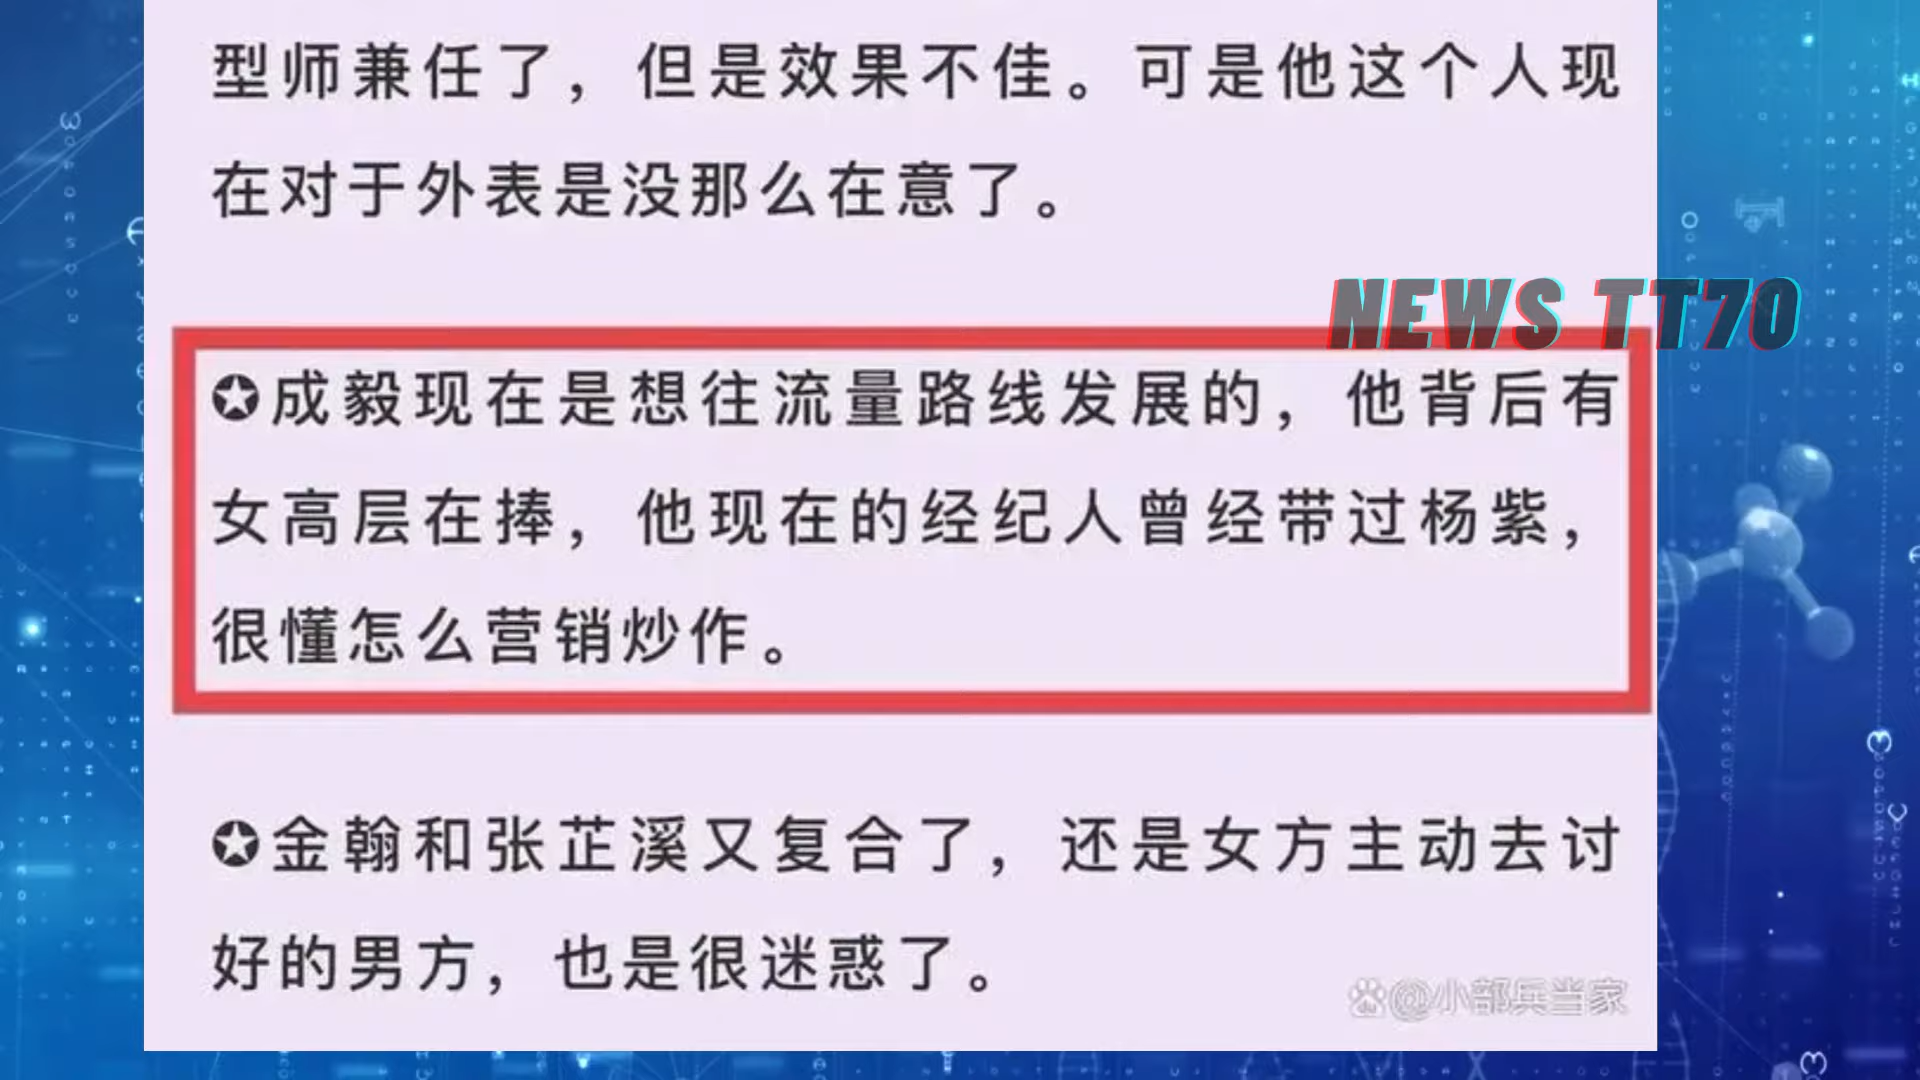 型师兼任了，但是效果不佳。可是他这个人现
在对于外表是没那么在意了。
NEWS TT70
✪成毅现在是想往流量路线发展的，他背后有
女高层在捧，他现在的经纪人曾经带过杨紫，
很懂怎么营销炒作。
✪金翰和张芷溪又复合了，还是女方主动去讨
好的男方，也是很迷惑了。
@小部兵当家